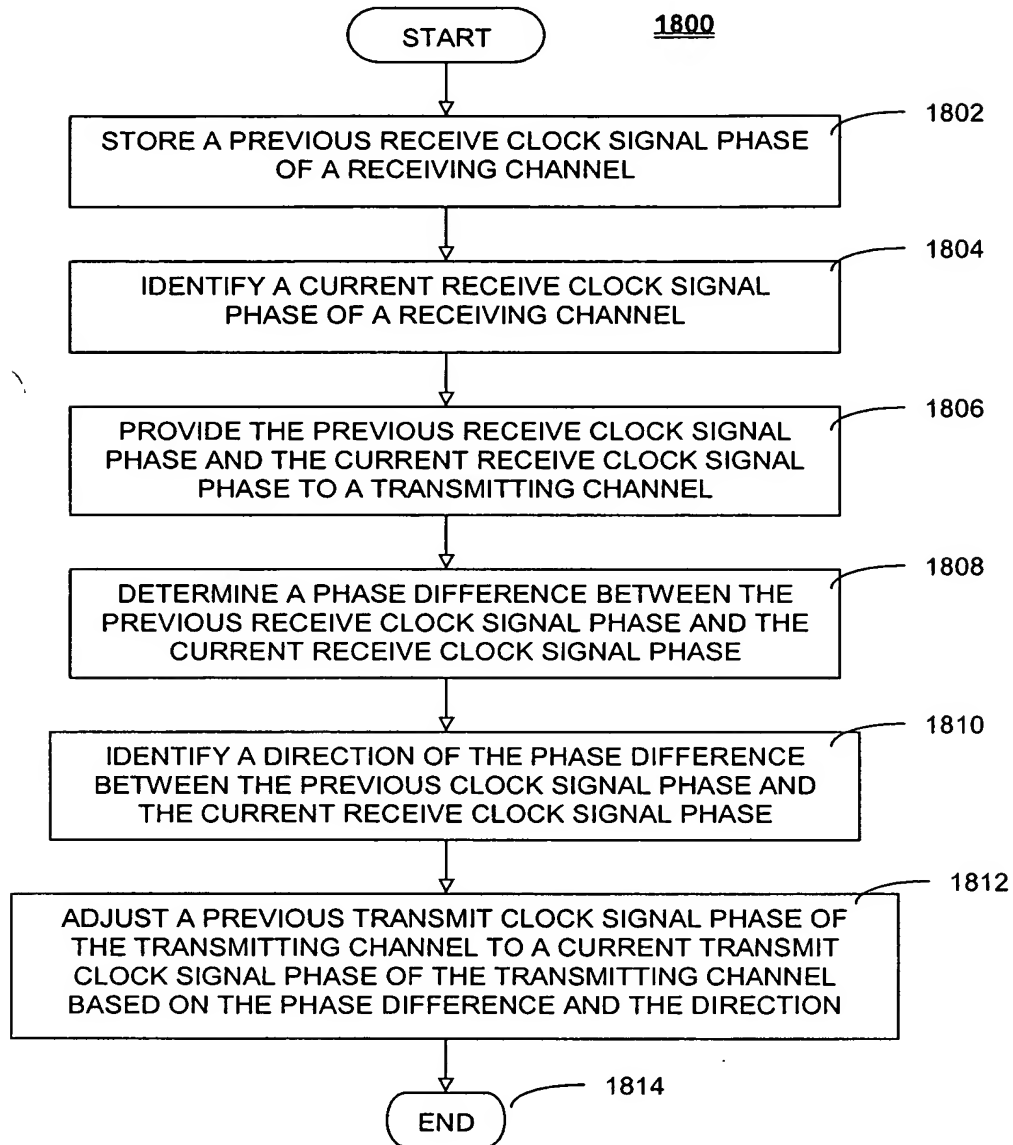 START
1800
STORE A PREVIOUS RECEIVE CLOCK SIGNAL PHASE
OF A RECEIVING CHANNEL
1802
IDENTIFY A CURRENT RECEIVE CLOCK SIGNAL
PHASE OF A RECEIVING CHANNEL
1804
PROVIDE THE PREVIOUS RECEIVE CLOCK SIGNAL
PHASE AND THE CURRENT RECEIVE CLOCK SIGNAL
PHASE TO A TRANSMITTING CHANNEL
1806
DETERMINE A PHASE DIFFERENCE BETWEEN THE
PREVIOUS RECEIVE CLOCK SIGNAL PHASE AND THE
CURRENT RECEIVE CLOCK SIGNAL PHASE
1808
IDENTIFY A DIRECTION OF THE PHASE DIFFERENCE
BETWEEN THE PREVIOUS CLOCK SIGNAL PHASE AND
THE CURRENT RECEIVE CLOCK SIGNAL PHASE
1810
ADJUST A PREVIOUS TRANSMIT CLOCK SIGNAL PHASE OF
THE TRANSMITTING CHANNEL TO A CURRENT TRANSMIT
CLOCK SIGNAL PHASE OF THE TRANSMITTING CHANNEL
BASED ON THE PHASE DIFFERENCE AND THE DIRECTION
1812
END
1814